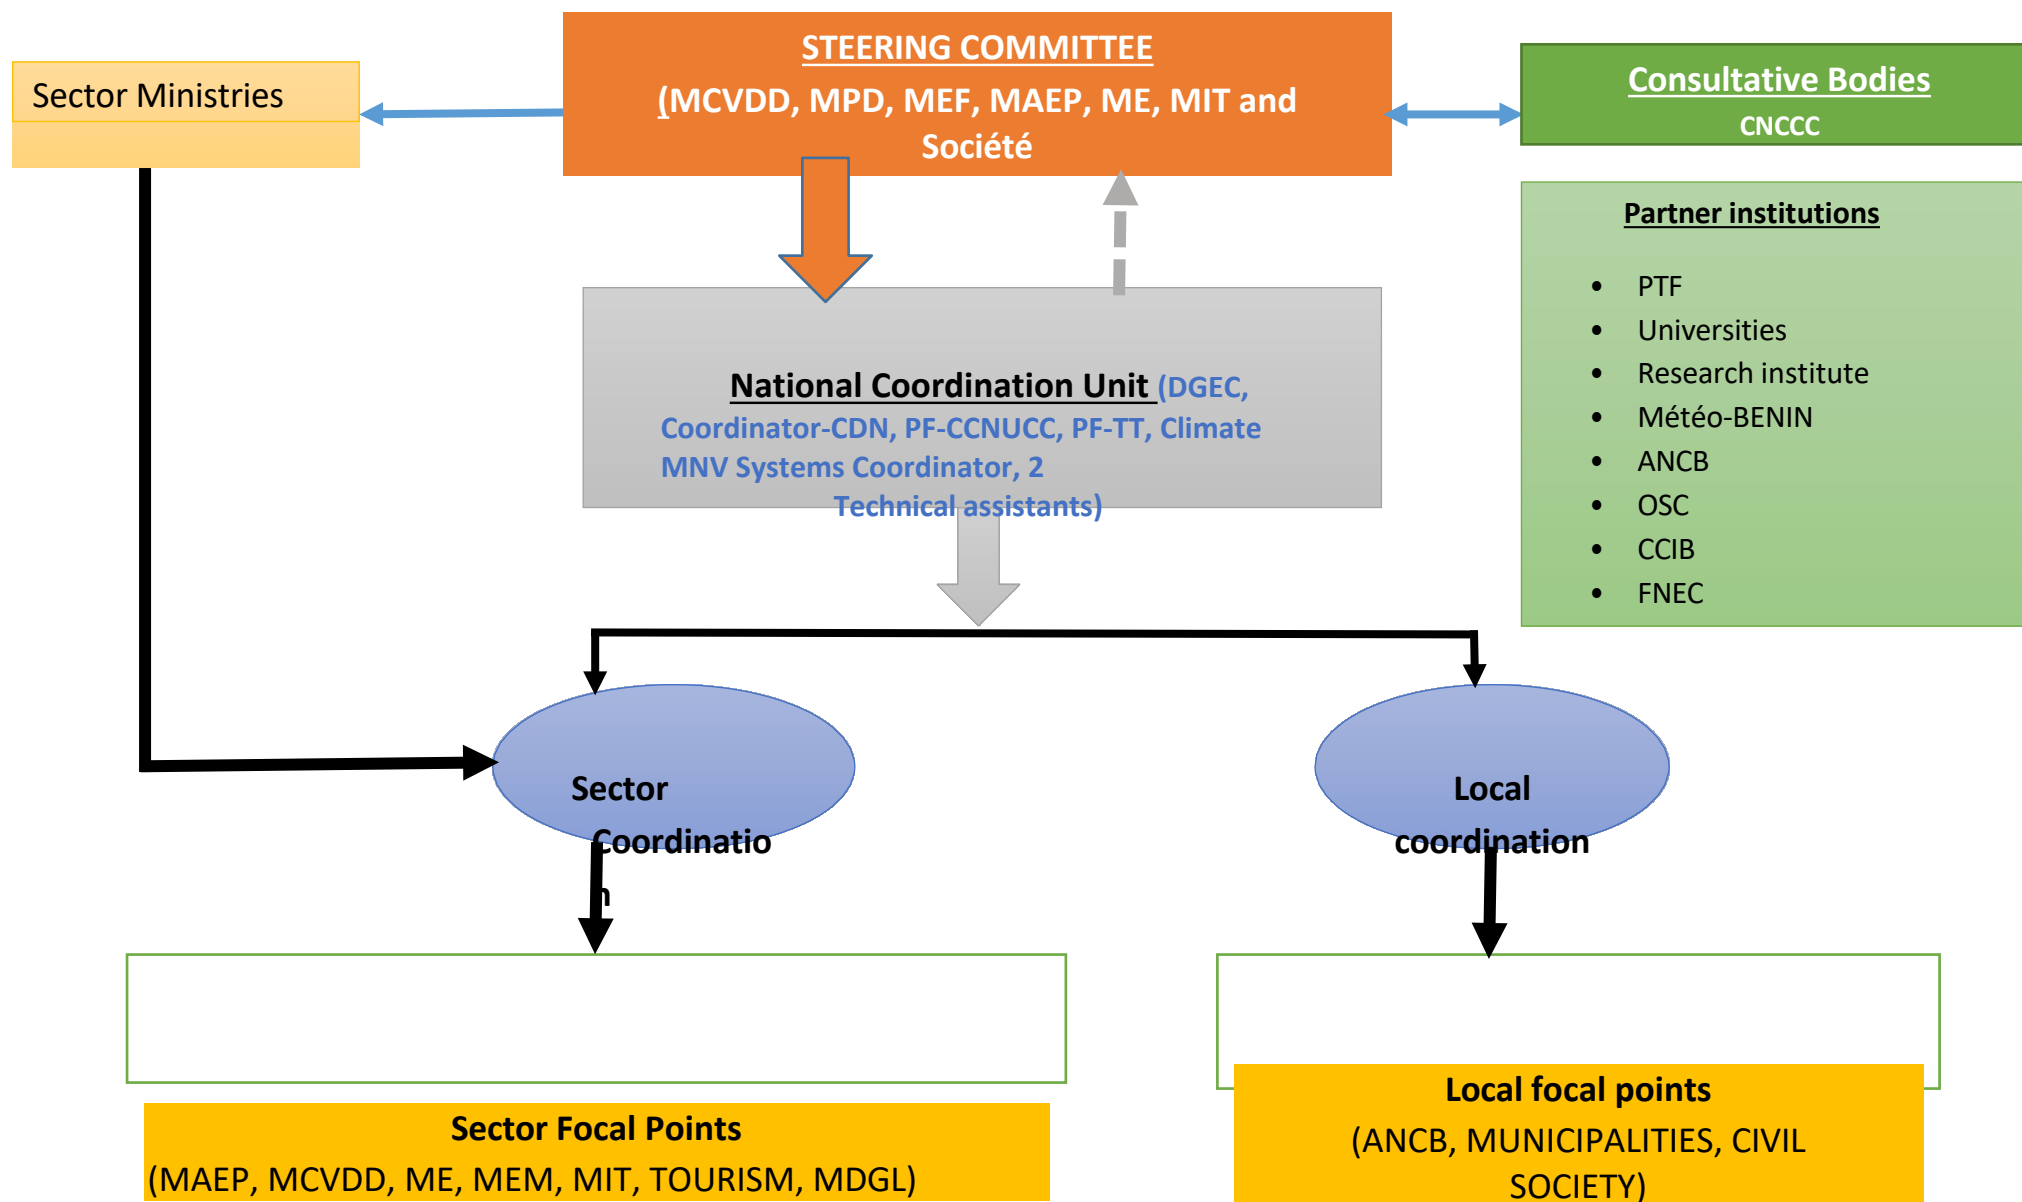 Sector Ministries
STEERING COMMITTEE
(MCVDD, MPD, MEF, MAEP, ME, MIT and
Société
Consultative Bodies
CNCCC
Partner institutions
• PTF
• Universities
• Research institute
• Météo-BENIN
• ANCB
• OSC
• CCIB
• FNEC
National Coordination Unit (DGEC,
Coordinator-CDN, PF-CCNUCC, PF-TT, Climate
MNV Systems Coordinator, 2
Technical assistants)
Sector
Coordinatio
n
Local
coordination
Sector Focal Points
(MAEP, MCVDD, ME, MEM, MIT, TOURISM, MDGL)
Local focal points
(ANCB, MUNICIPALITIES, CIVIL
SOCIETY)